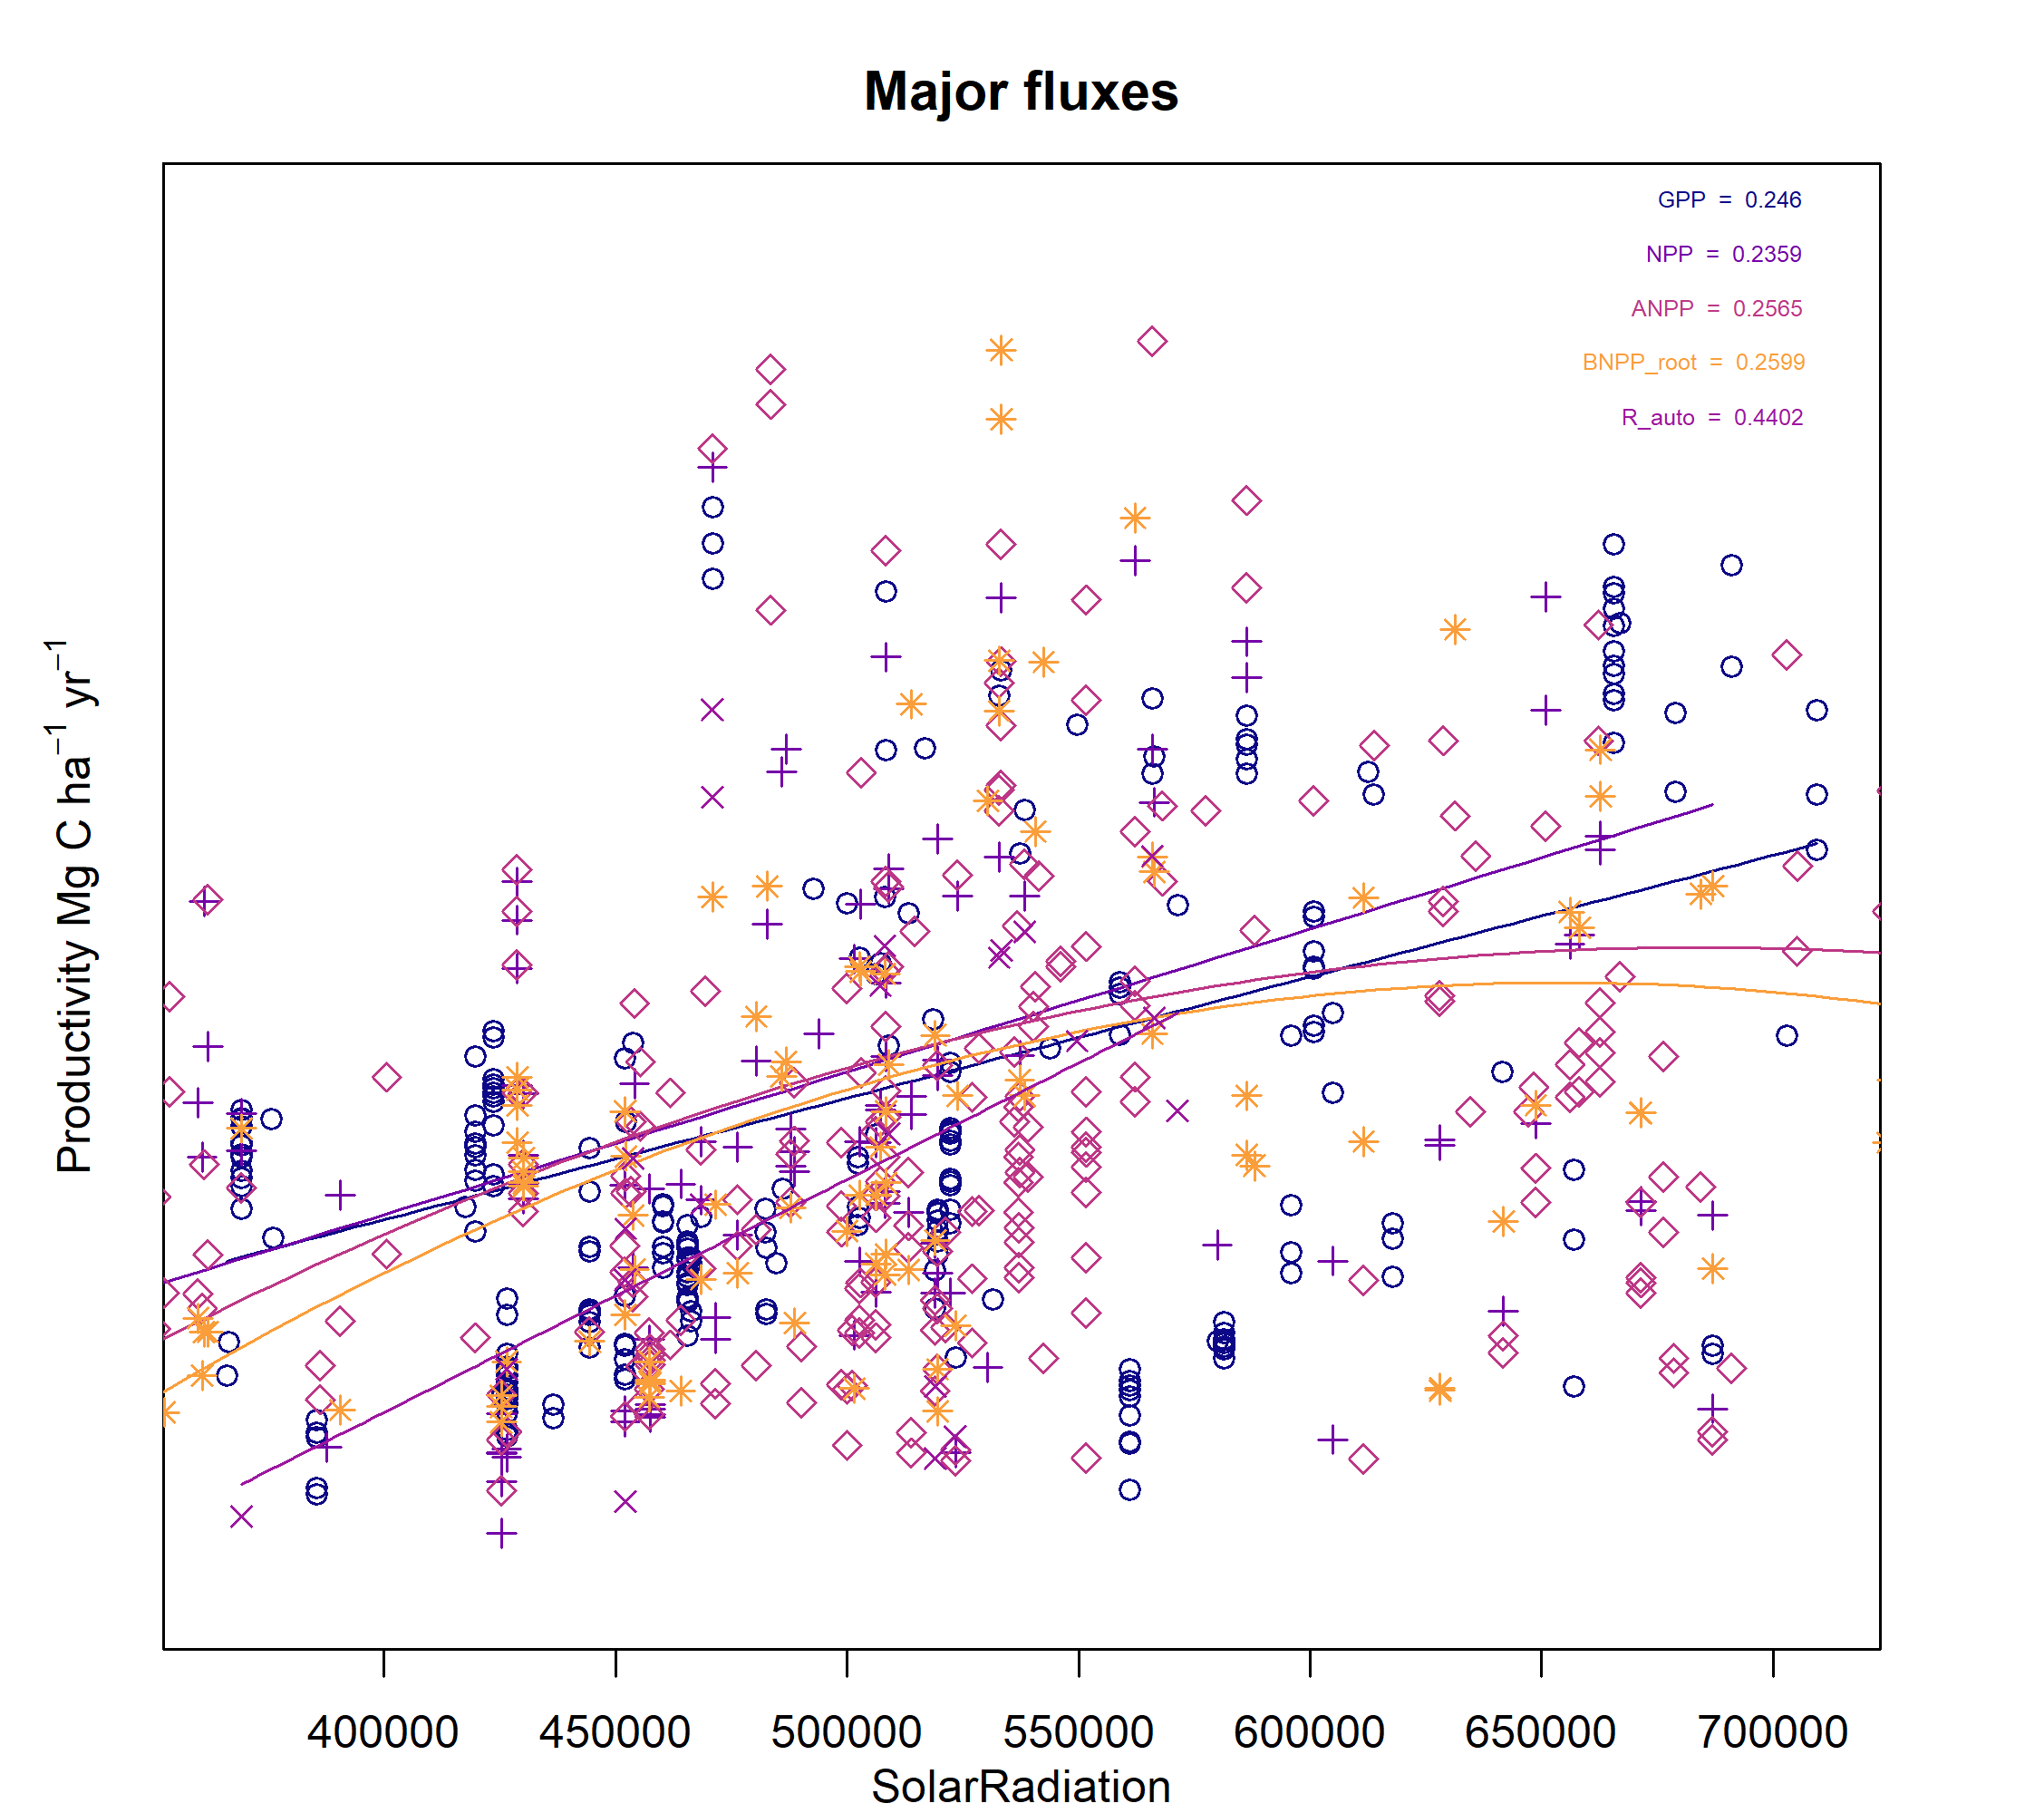 Major fluxes
GPP = 0.246
NPP = 0.2359
ANPP = 0.2565
BNPP_root = 0.2599
R_auto = 0.4402
Productivity Mg C ha⁻¹ yr⁻¹
400000 450000 500000 550000 600000 650000 700000
SolarRadiation